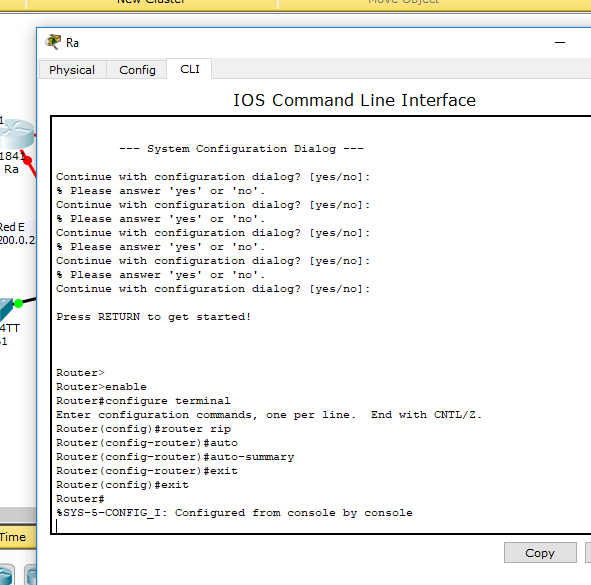 New Cluster
Move Object
Ra
Physical
Config
CLI
IOS Command Line Interface
--- System Configuration Dialog ---
Continue with configuration dialog? [yes/no]:
% Please answer 'yes' or 'no'.
Continue with configuration dialog? [yes/no]:
% Please answer 'yes' or 'no'.
Continue with configuration dialog? [yes/no]:
% Please answer 'yes' or 'no'.
Continue with configuration dialog? [yes/no]:
% Please answer 'yes' or 'no'.
Continue with configuration dialog? [yes/no]:
Press RETURN to get started!
Router>
Router>enable
Router#configure terminal
Enter configuration commands, one per line.  End with CNTL/Z.
Router(config)#router rip
Router(config-router)#auto
Router(config-router)#auto-summary
Router(config-router)#exit
Router(config)#exit
Router#
%SYS-5-CONFIG_I: Configured from console by console
Copy
1
1841
Ra
Red E
200.0.2
4TT
1
Time